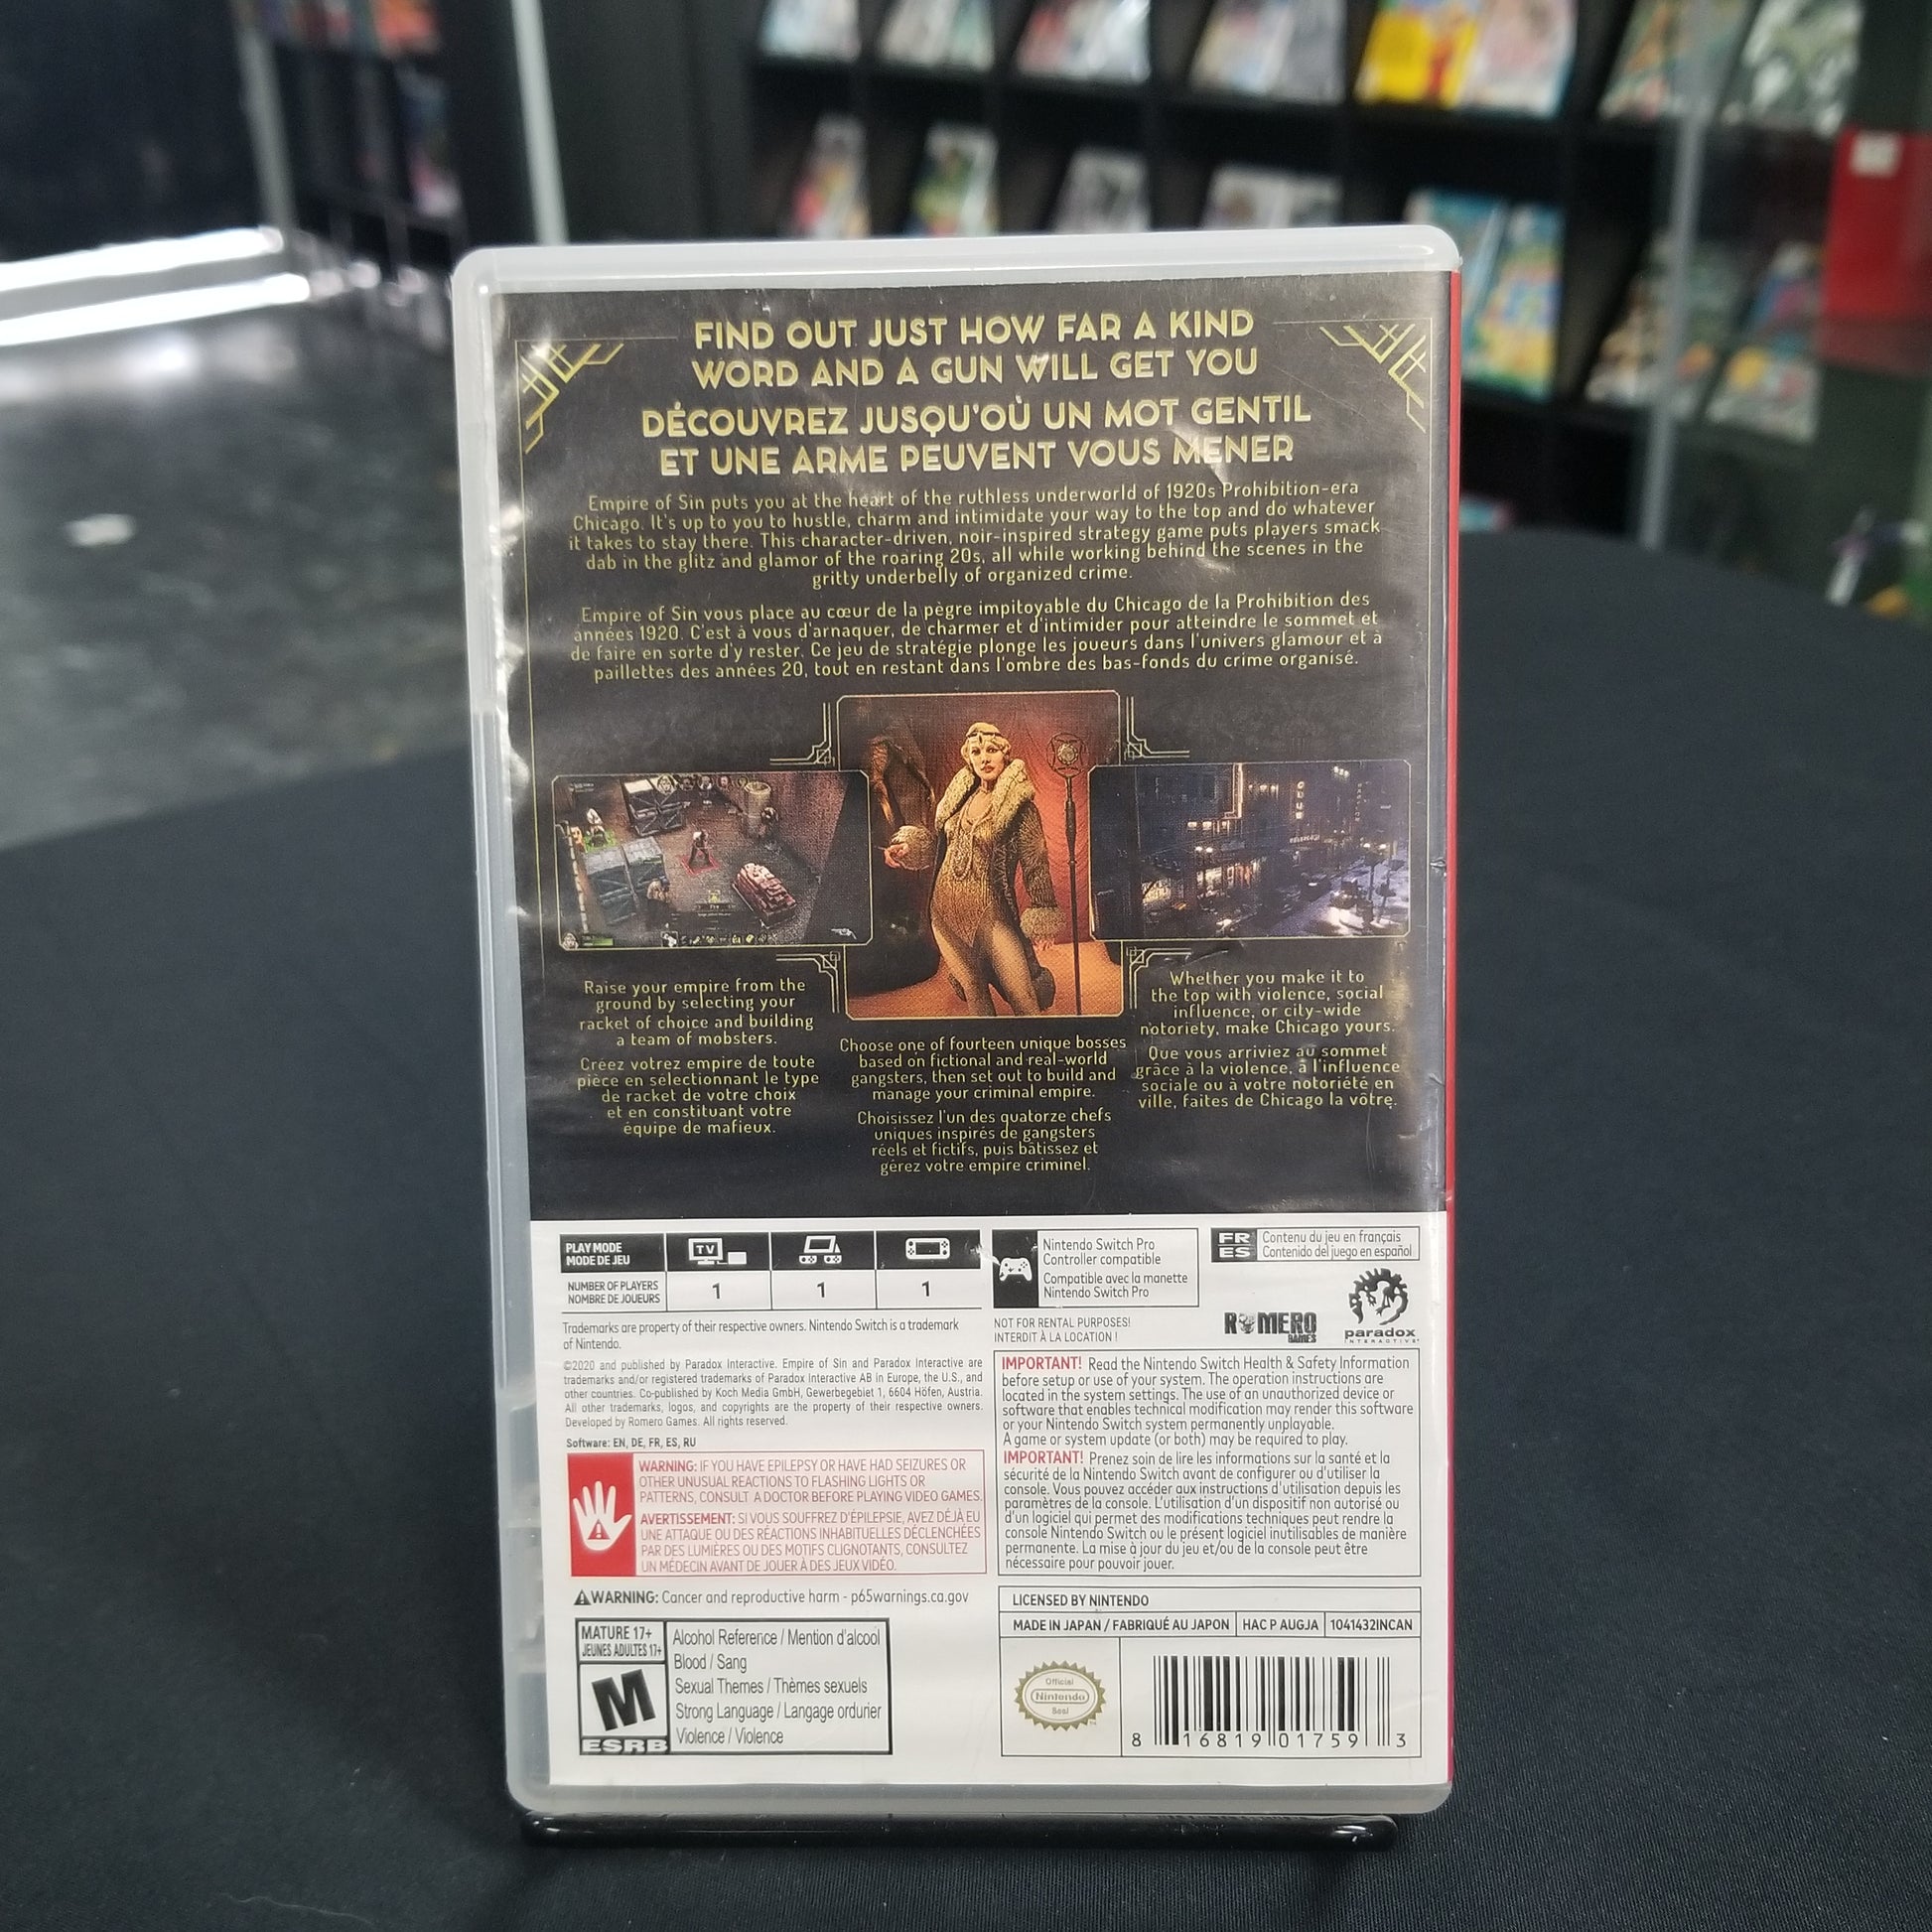 FIND OUT JUST HOW FAR A KIND
WORD AND A GUN WILL GET YOU
DÉCOUVREZ JUSQU'OÙ UN MOT GENTIL
ET UNE ARME PEUVENT VOUS MENER
Empire of Sin puts you at the heart of the ruthless underworld of 1920s Prohibition-era
Chicago. It's up to you to hustle, charm and intimidate your way to the top and do whatever
it takes to stay there. This character-driven, noir-inspired strategy game puts players smack
dab in the glitz and glamor of the roaring 20s, all while working behind the scenes in the
gritty underbelly of organized crime.
Empire of Sin vous place au cœur de la pègre impitoyable du Chicago de la Prohibition des
années 1920. C'est à vous d'arnaquer, de charmer et d'intimider pour atteindre le sommet et
de faire en sorte d'y rester. Ce jeu de stratégie plonge les joueurs dans l'univers glamour et à
paillettes des années 20, tout en restant dans l'ombre des bas-fonds du crime organisé.
Raise your empire from the
ground by selecting your
racket of choice and building
a team of mobsters.
Créez votrez empire de toute
pièce en sélectionnant le type
de racket de votre choix
et en constituant votre
équipe de mafieux.
Choose one of fourteen unique bosses
based on fictional and real-world
gangsters, then set out to build and
manage your criminal empire.
Choisissez l'un des quatorze chefs
uniques inspirés de gangsters
réels et fictifs, puis bâtissez et
gérez votre empire criminel.
Whether you make it to
the top with violence, social
influence, or city-wide
notoriety, make Chicago yours.
Que vous arriviez au sommet
grâce à la violence, à l'influence
sociale ou à votre notoriété en
ville, faites de Chicago la vôtre.
PLAY MODE
MODE DE JEU
TV
NUMBER OF PLAYERS
NOMBRE DE JOUEURS
1 1 1
Nintendo Switch Pro
Controller compatible
Compatible avec la manette
Nintendo Switch Pro
FR Contenu du jeu en français
ES Contenido del juego en español
Trademarks are property of their respective owners. Nintendo Switch is a trademark
of Nintendo.
NOT FOR RENTAL PURPOSES!
INTERDIT À LA LOCATION !
ROMERO
GAMES
paradox
INTERACTIVE
©2020 and published by Paradox Interactive. Empire of Sin and Paradox Interactive are
trademarks and/or registered trademarks of Paradox Interactive AB in Europe, the U.S., and
other countries. Co-published by Koch Media GmbH, Gewerbegebiet 1, 6604 Höfen, Austria.
All other trademarks, logos, and copyrights are the property of their respective owners.
Developed by Romero Games. All rights reserved.
Software: EN, DE, FR, ES, RU
WARNING: IF YOU HAVE EPILEPSY OR HAVE HAD SEIZURES OR
OTHER UNUSUAL REACTIONS TO FLASHING LIGHTS OR
PATTERNS, CONSULT A DOCTOR BEFORE PLAYING VIDEO GAMES.
AVERTISSEMENT: SI VOUS SOUFFREZ D'ÉPILEPSIE, AVEZ DÉJÀ EU
UNE ATTAQUE OU DES RÉACTIONS INHABITUELLES DÉCLENCHÉES
PAR DES LUMIÈRES OU DES MOTIFS CLIGNOTANTS, CONSULTEZ
UN MÉDECIN AVANT DE JOUER À DES JEUX VIDÉO.
WARNING: Cancer and reproductive harm - p65warnings.ca.gov
IMPORTANT! Read the Nintendo Switch Health & Safety Information
before setup or use of your system. The operation instructions are
located in the system settings. The use of an unauthorized device or
software that enables technical modification may render this software
or your Nintendo Switch system permanently unplayable.
A game or system update (or both) may be required to play.
IMPORTANT! Prenez soin de lire les informations sur la santé et la
sécurité de la Nintendo Switch avant de configurer ou d'utiliser la
console. Vous pouvez accéder aux instructions d'utilisation depuis les
paramètres de la console. L'utilisation d'un dispositif non autorisé ou
d'un logiciel qui permet des modifications techniques peut rendre la
console Nintendo Switch ou le présent logiciel inutilisables de manière
permanente. La mise à jour du jeu et/ou de la console peut être
nécessaire pour pouvoir jouer.
MATURE 17+
JEUNES ADULTES 17+
M
ESRB
Alcohol Reference / Mention d'alcool
Blood / Sang
Sexual Themes / Thèmes sexuels
Strong Language / Langage ordurier
Violence / Violence
LICENSED BY NINTENDO
MADE IN JAPAN / FABRIQUÉ AU JAPON HAC P AUGJA 1041432INCAN
Official
Nintendo
Seal
8 16819 01759 3